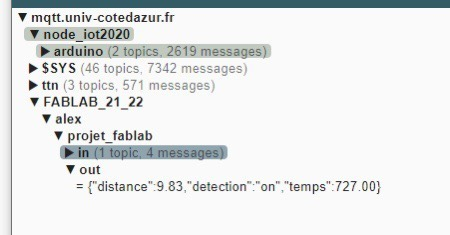 ▼ mqtt.univ-cotedazur.fr
▼ node_iot2020
▶ arduino (2 topics, 2619 messages)
▶ $SYS (46 topics, 7342 messages)
▶ ttn (3 topics, 571 messages)
▼ FABLAB_21_22
▼ alex
▼ projet_fablab
▶ in (1 topic, 4 messages)
▼ out
= {"distance":9.83,"detection":"on","temps":727.00}